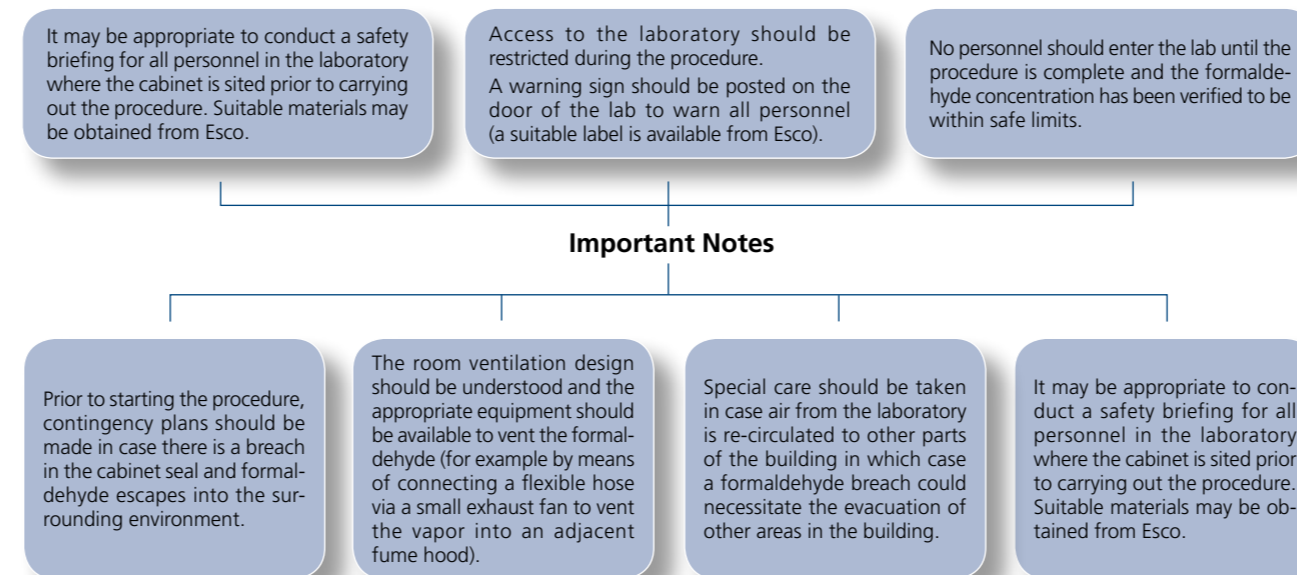 It may be appropriate to conduct a safety
briefing for all personnel in the laboratory
where the cabinet is sited prior to carrying
out the procedure. Suitable materials may
be obtained from Esco.
Access to the laboratory should be
restricted during the procedure.
A warning sign should be posted on the
door of the lab to warn all personnel
(a suitable label is available from Esco).
No personnel should enter the lab until the
procedure is complete and the formalde-
hyde concentration has been verified to be
within safe limits.
Important Notes
Prior to starting the procedure,
contingency plans should be
made in case there is a breach
in the cabinet seal and formal-
dehyde escapes into the sur-
rounding environment.
The room ventilation design
should be understood and the
appropriate equipment should
be available to vent the formal-
dehyde (for example by means
of connecting a flexible hose
via a small exhaust fan to vent
the vapor into an adjacent
fume hood).
Special care should be taken
in case air from the laboratory
is re-circulated to other parts
of the building in which case
a formaldehyde breach could
necessitate the evacuation of
other areas in the building.
It may be appropriate to con-
duct a safety briefing for all
personnel in the laboratory
where the cabinet is sited prior
to carrying out the procedure.
Suitable materials may be ob-
tained from Esco.